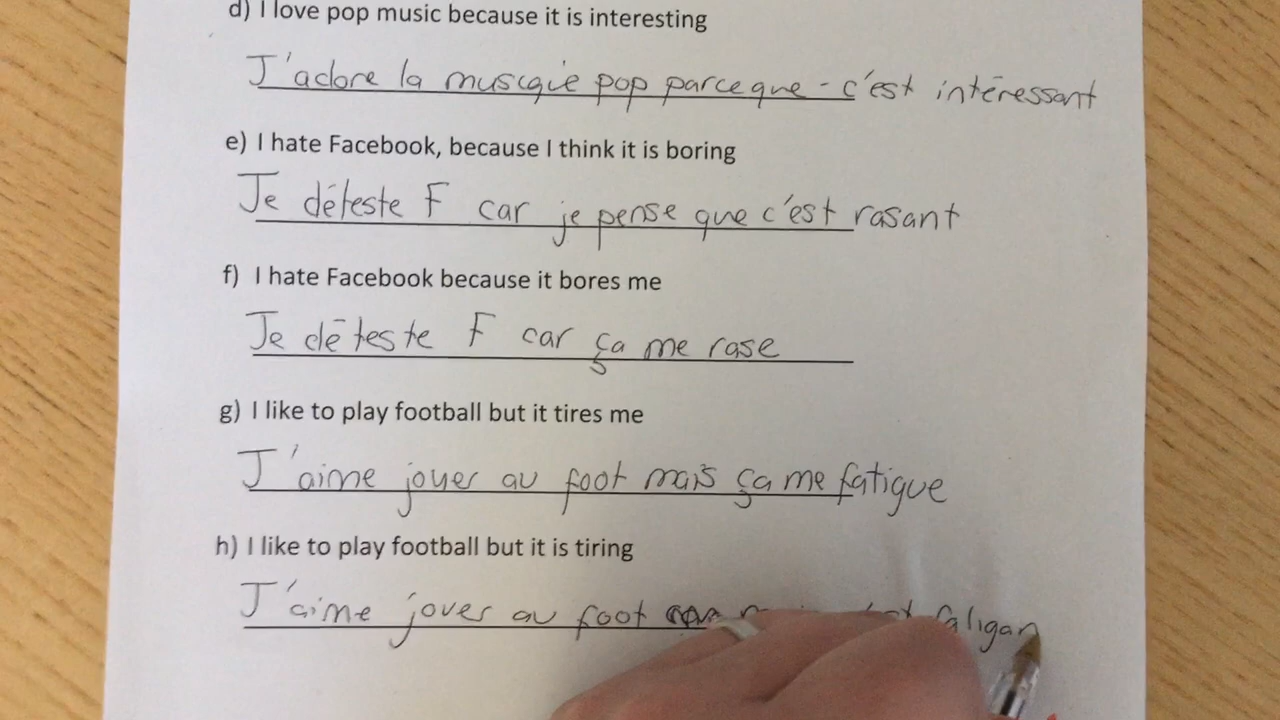 d) I love pop music because it is interesting
J'adore la musique pop parceque - c'est intéressant
e) I hate Facebook, because I think it is boring
Je déteste F car je pense que c'est rasant
f) I hate Facebook because it bores me
Je déteste F car ça me rase
g) I like to play football but it tires me
J'aime jouer au foot mais ça me fatigue
h) I like to play football but it is tiring
J'aime jouer au foot fatigan